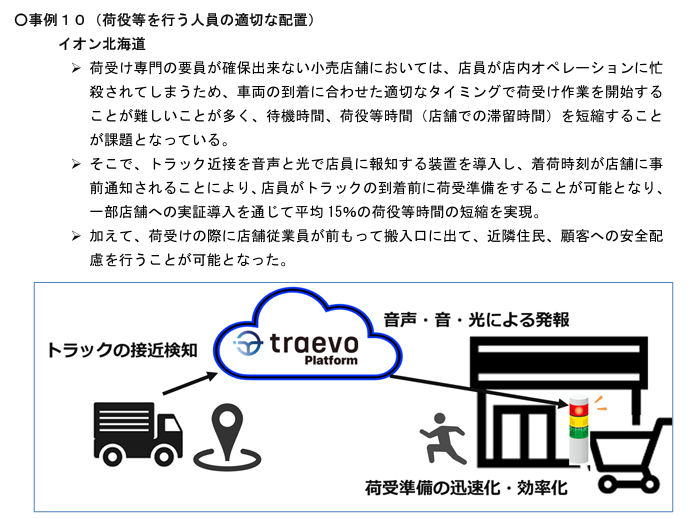 〇事例１０（荷役等を行う人員の適切な配置）
イオン北海道
➢ 荷受け専門の要員が確保出来ない小売店舗においては、店員が店内オペレーションに忙
殺されてしまうため、車両の到着に合わせた適切なタイミングで荷受け作業を開始する
ことが難しいことが多く、待機時間、荷役等時間（店舗での滞留時間）を短縮すること
が課題となっている。
➢ そこで、トラック近接を音声と光で店員に報知する装置を導入し、着荷時刻が店舗に事
前通知されることにより、店員がトラックの到着前に荷受準備をすることが可能となり、
一部店舗への実証導入を通じて平均 15%の荷役等時間の短縮を実現。
➢ 加えて、荷受けの際に店舗従業員が前もって搬入口に出て、近隣住民、顧客への安全配
慮を行うことが可能となった。
音声・音・光による発報
トラックの接近検知
traevo
Platform
荷受準備の迅速化・効率化